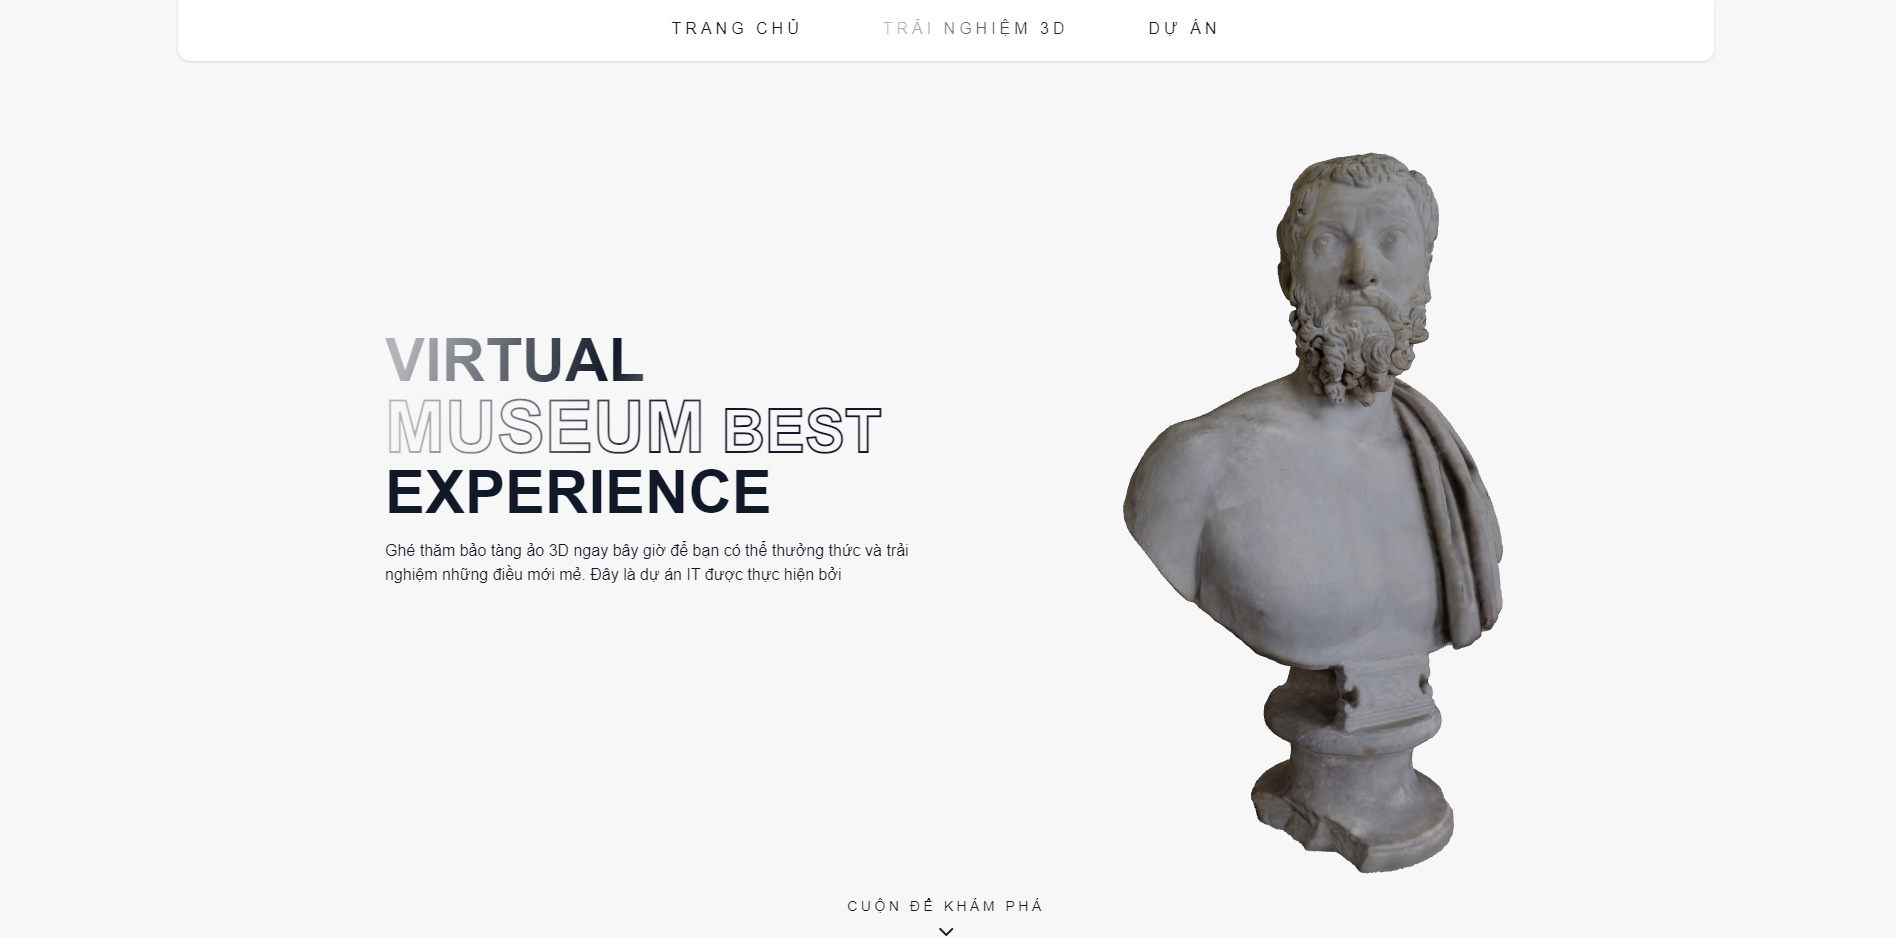 TRANG CHỦ TRẢI NGHIỆM 3D DỰ ÁN
VIRTUAL
MUSEUM BEST
EXPERIENCE
Ghé thăm bảo tàng ảo 3D ngay bây giờ để bạn có thể thưởng thức và trải
nghiệm những điều mới mẻ. Đây là dự án IT được thực hiện bởi
CUỘN ĐỂ KHÁM PHÁ